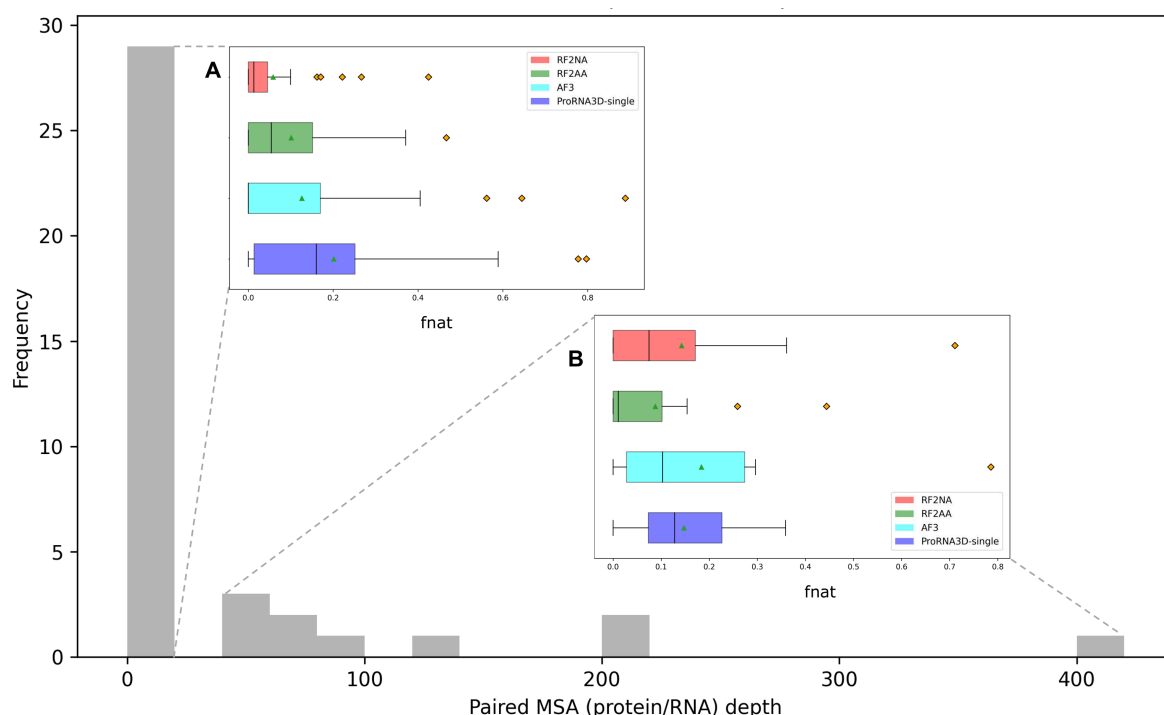 30
25
20
15
10
5
0
Frequency
A
RF2NA
RF2AA
AF3
ProRNA3D-single
0.0 0.2 0.4 0.6 0.8
fnat
B
RF2NA
RF2AA
AF3
ProRNA3D-single
0.0 0.1 0.2 0.3 0.4 0.5 0.6 0.7 0.8
fnat
0 100 200 300 400
Paired MSA (protein/RNA) depth